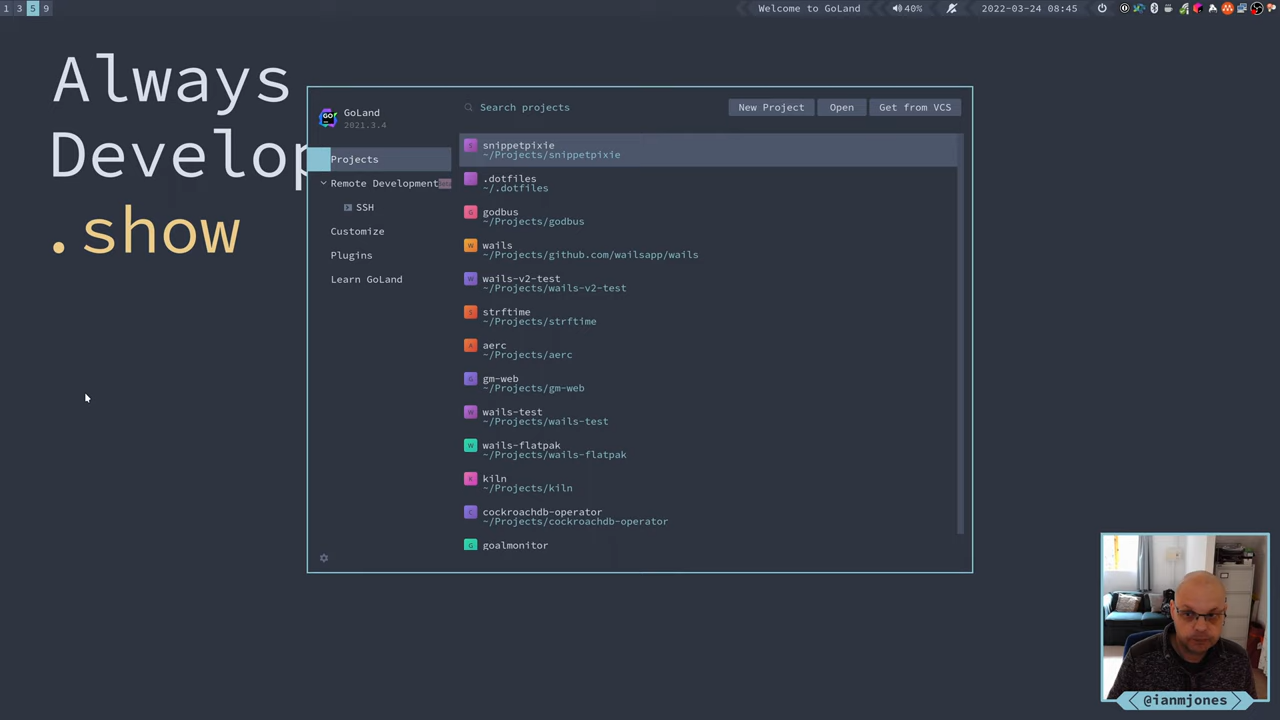 1 3 5 9
Welcome to GoLand
40%
2022-03-24 08:45
Always
Develop
.show
GoLand
2021.3.4
Search projects
New Project
Open
Get from VCS
Projects
Remote Development
SSH
Customize
Plugins
Learn GoLand
snippetpixie
~/Projects/snippetpixie
.dotfiles
~/.dotfiles
godbus
~/Projects/godbus
W wails
~/Projects/github.com/wailsapp/wails
W wails-v2-test
~/Projects/wails-v2-test
S strftime
~/Projects/strftime
A aerc
~/Projects/aerc
G gm-web
~/Projects/gm-web
W wails-test
~/Projects/wails-test
W wails-flatpak
~/Projects/wails-flatpak
K kiln
~/Projects/kiln
C cockroachdb-operator
~/Projects/cockroachdb-operator
G goalmonitor
@ianmjones